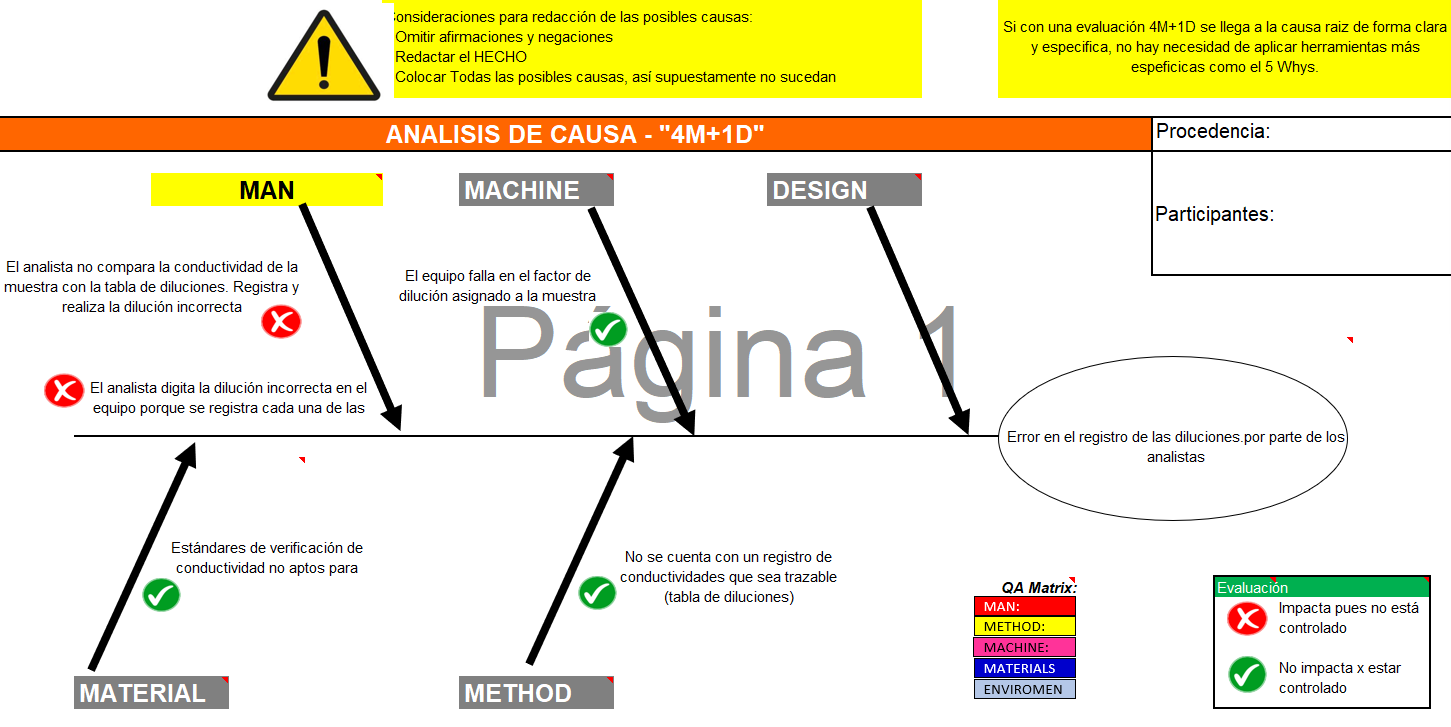 Consideraciones para redacción de las posibles causas:
Omitir afirmaciones y negaciones
Redactar el HECHO
Colocar Todas las posibles causas, así supuestamente no sucedan
Si con una evaluación 4M+1D se llega a la causa raiz de forma clara
y especifica, no hay necesidad de aplicar herramientas más
espeficicas como el 5 Whys.
ANALISIS DE CAUSA - "4M+1D"
Procedencia:
Participantes:
MAN
MACHINE
DESIGN
El analista no compara la conductividad de la
muestra con la tabla de diluciones. Registra y
realiza la dilución incorrecta
El equipo falla en el factor de
dilución asignado a la muestra
Página 1
El analista digita la dilución incorrecta en el
equipo porque se registra cada una de las
Error en el registro de las diluciones.por parte de los
analistas
Estándares de verificación de
conductividad no aptos para
No se cuenta con un registro de
conductividades que sea trazable
(tabla de diluciones)
MATERIAL
METHOD
QA Matrix:
MAN:
METHOD:
MACHINE:
MATERIALS
ENVIROMEN
Evaluación
Impacta pues no está
controlado
No impacta x estar
controlado